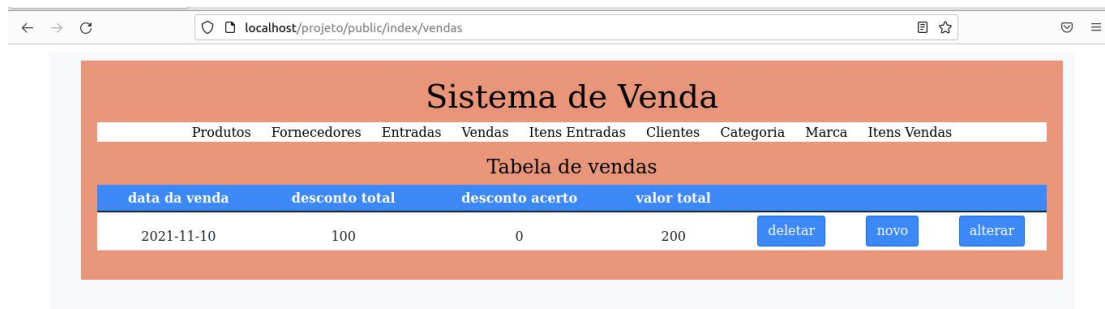 localhost/projeto/public/index/vendas
Sistema de Venda
Produtos Fornecedores Entradas Vendas Itens Entradas Clientes Categoria Marca Itens Vendas
Tabela de vendas
data da venda desconto total desconto acerto valor total
2021-11-10 100 0 200 deletar novo alterar